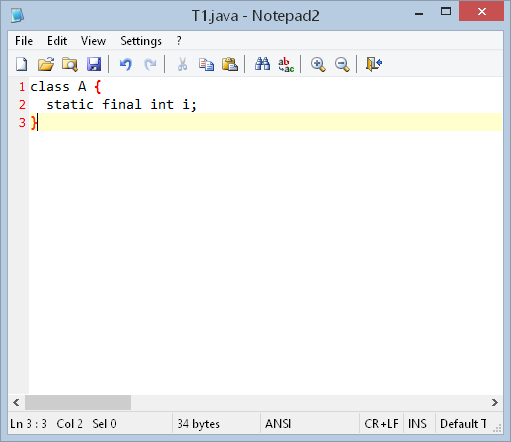 T1.java - Notepad2
File Edit View Settings ?
1 class A {
2   static final int i;
3 }
Ln 3 : 3 Col 2 Sel 0 34 bytes ANSI CR+LF INS Default T